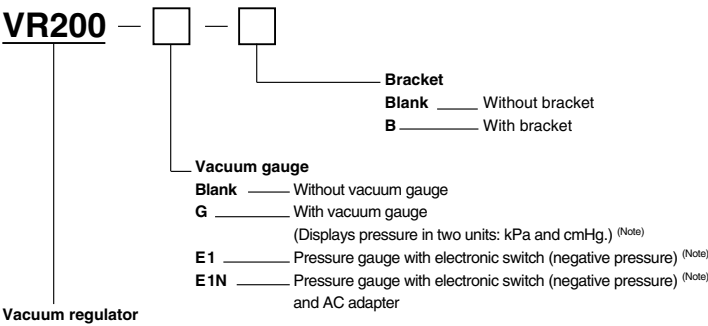 VR200 – □ – □
Bracket
Blank Without bracket
B With bracket
Vacuum gauge
Blank Without vacuum gauge
G With vacuum gauge
(Displays pressure in two units: kPa and cmHg.) (Note)
E1 Pressure gauge with electronic switch (negative pressure) (Note)
E1N Pressure gauge with electronic switch (negative pressure) (Note)
and AC adapter
Vacuum regulator